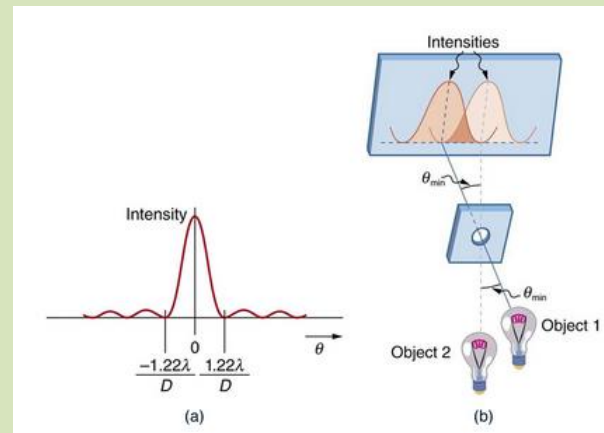 Intensity
0
θ
−1.22λ
D
1.22λ
D
(a)
Intensities
θmin
θmin
Object 1
Object 2
(b)